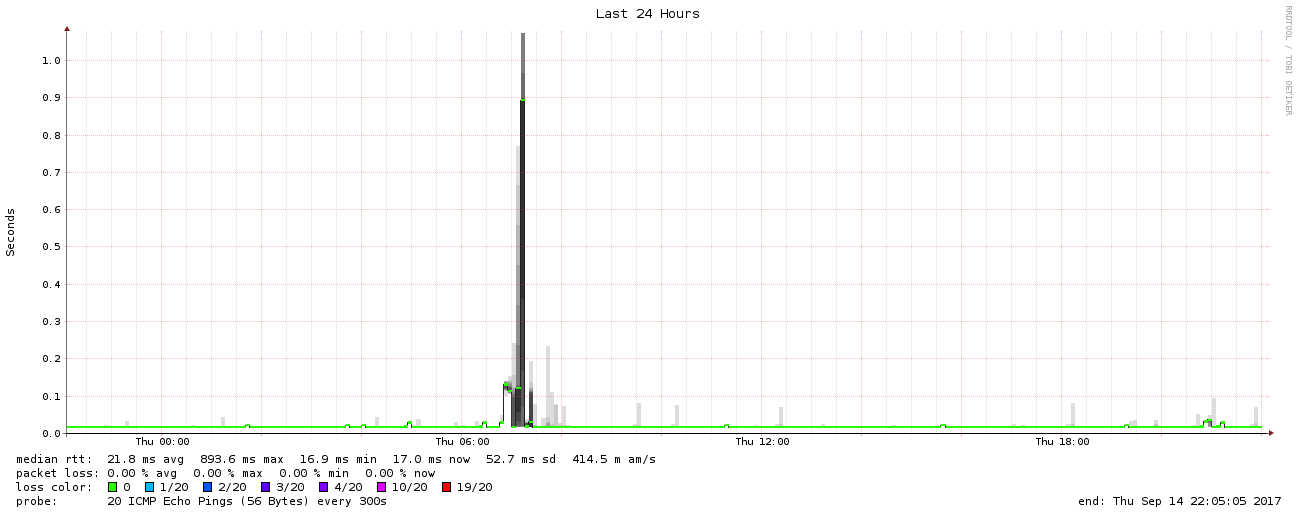 Last 24 Hours
RRDTOOL / TOBI OETIKER
Seconds
1.0
0.9
0.8
0.7
0.6
0.5
0.4
0.3
0.2
0.1
0.0
Thu 00:00 Thu 06:00 Thu 12:00 Thu 18:00
median rtt: 21.8 ms avg 893.6 ms max 16.9 ms min 17.0 ms now 52.7 ms sd 414.5 m am/s
packet loss: 0.00 % avg 0.00 % max 0.00 % min 0.00 % now
loss color: 0 1/20 2/20 3/20 4/20 10/20 19/20
probe: 20 ICMP Echo Pings (56 Bytes) every 300s end: Thu Sep 14 22:05:05 2017